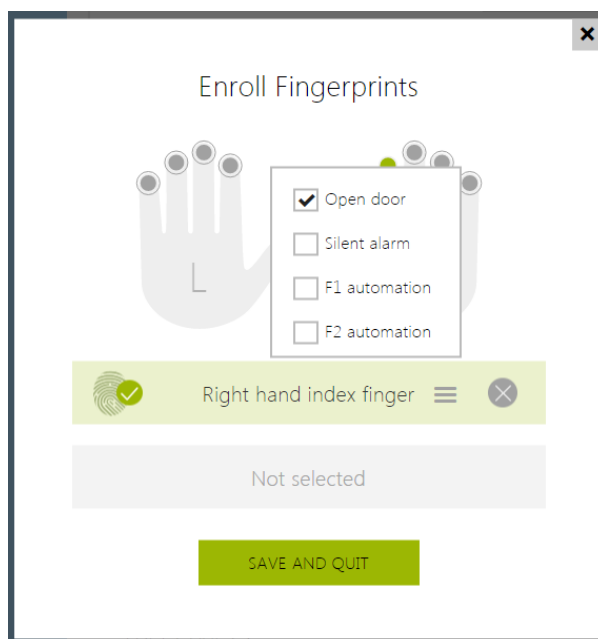 Enroll Fingerprints
Open door
Silent alarm
L
F1 automation
F2 automation
Right hand index finger
Not selected
SAVE AND QUIT